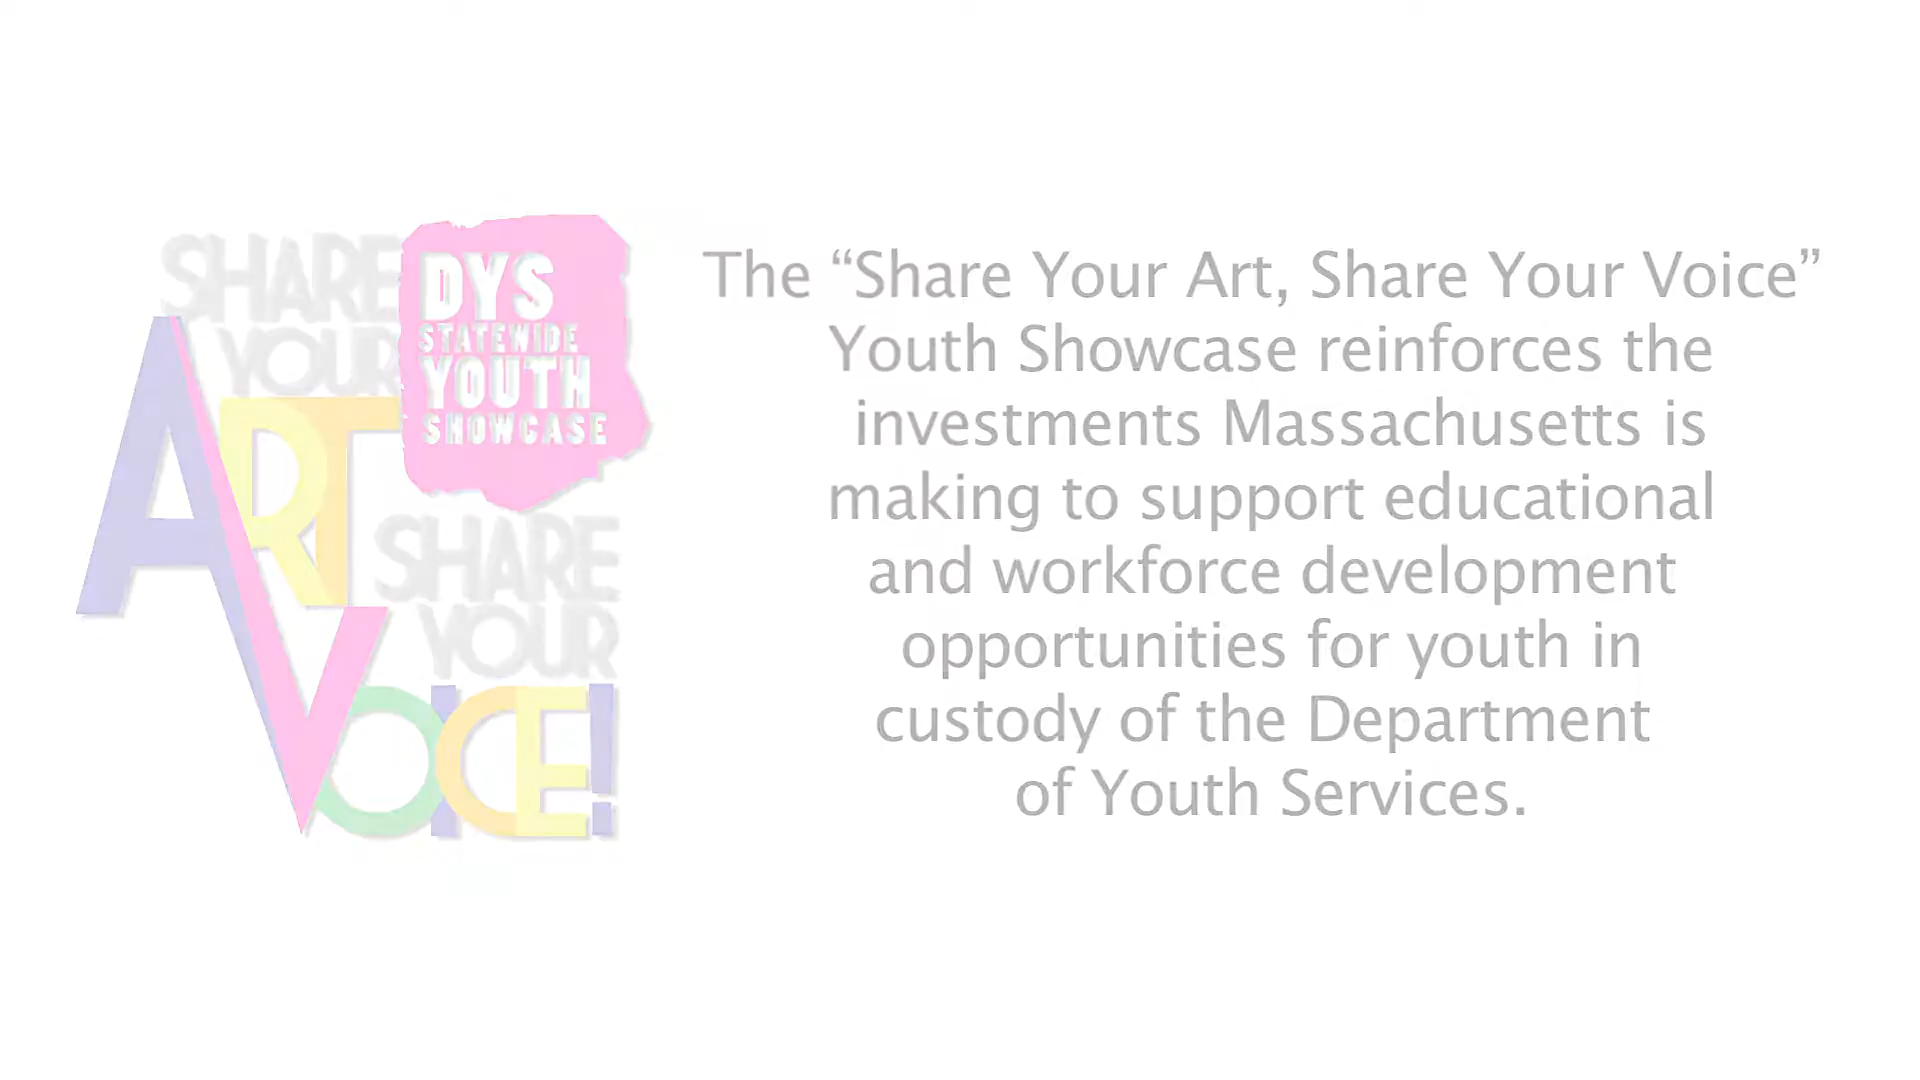 SHARE
YOUR
ART
SHARE
YOUR
VOICE!
DYS
STATEWIDE
YOUTH
SHOWCASE
The “Share Your Art, Share Your Voice”
Youth Showcase reinforces the
investments Massachusetts is
making to support educational
and workforce development
opportunities for youth in
custody of the Department
of Youth Services.